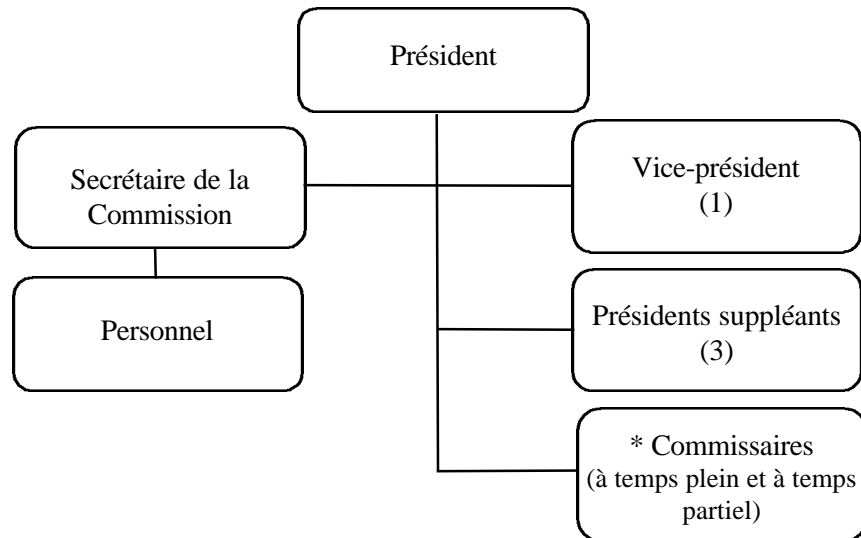 Président
Secrétaire de la
Commission
Vice-président
(1)
Personnel
Présidents suppléants
(3)
* Commissaires
(à temps plein et à temps
partiel)